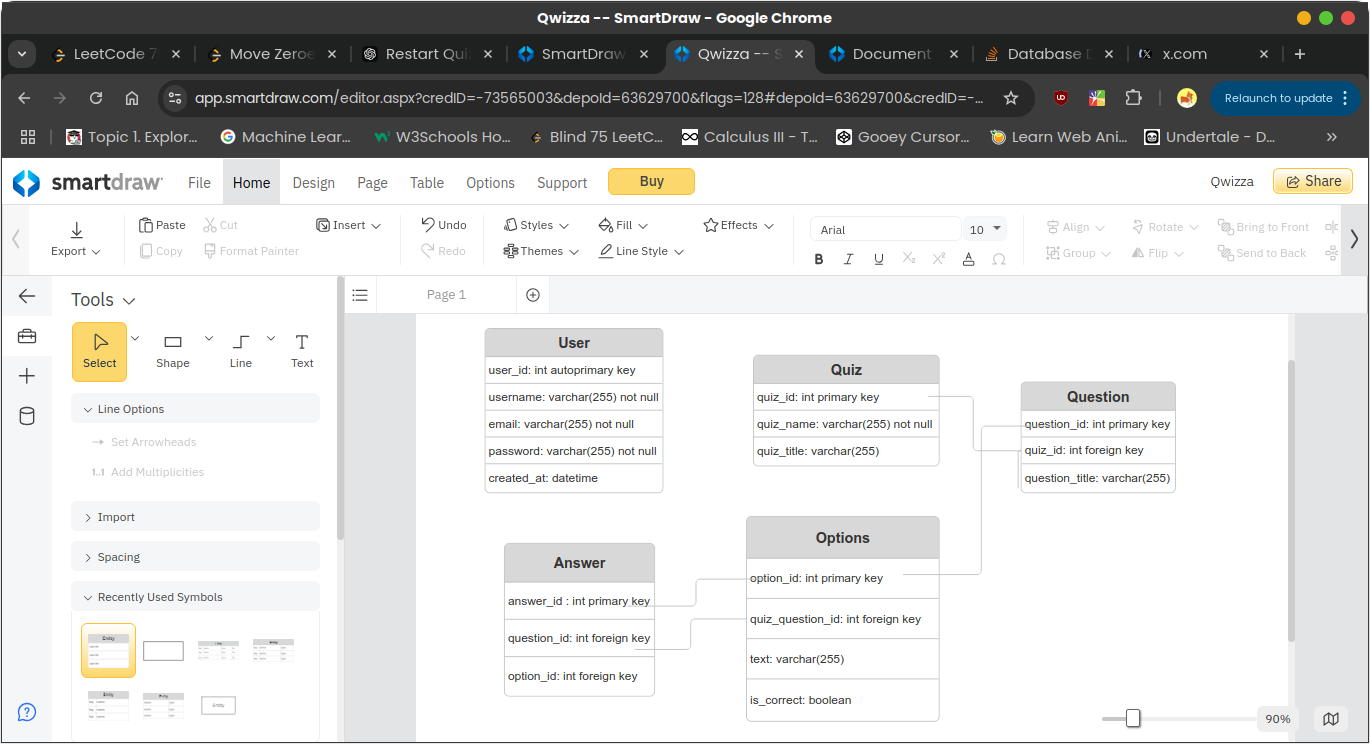 Qwizza -- SmartDraw - Google Chrome
LeetCode 7
Move Zeroe
Restart Qui
SmartDraw
Qwizza -- S
Document
Database D
x.com
app.smartdraw.com/editor.aspx?credID=-73565003&depoId=63629700&flags=128#depoId=63629700&credID=-...
Relaunch to update
Topic 1. Explor...
Machine Lear...
W3Schools Ho...
Blind 75 LeetC...
Calculus III - T...
Gooey Cursor...
Learn Web Ani...
Undertale - D...
smartdraw
File
Home
Design
Page
Table
Options
Support
Buy
Qwizza
Share
Export
Paste
Cut
Copy
Format Painter
Insert
Undo
Redo
Styles
Themes
Fill
Line Style
Effects
Arial
10
B I U X₂ X² A Ω
Align
Rotate
Bring to Front
Group
Flip
Send to Back
Tools
Select
Shape
Line
Text
Line Options
Set Arrowheads
1..1 Add Multiplicities
Import
Spacing
Recently Used Symbols
Page 1
User
user_id: int autoprimary key
username: varchar(255) not null
email: varchar(255) not null
password: varchar(255) not null
created_at: datetime
Quiz
quiz_id: int primary key
quiz_name: varchar(255) not null
quiz_title: varchar(255)
Question
question_id: int primary key
quiz_id: int foreign key
question_title: varchar(255)
Answer
answer_id : int primary key
question_id: int foreign key
option_id: int foreign key
Options
option_id: int primary key
quiz_question_id: int foreign key
text: varchar(255)
is_correct: boolean
90%